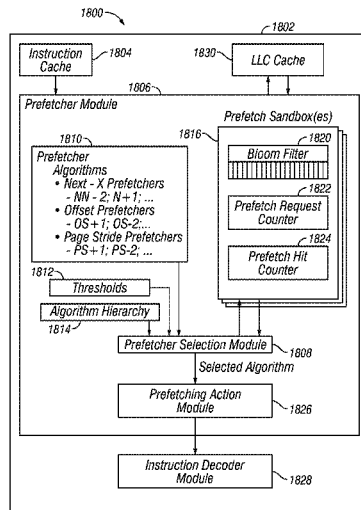 1800
1802
Instruction
Cache
1804
1830
LLC Cache
1806
Prefetcher Module
Prefetch Sandbox(es)
1810
Prefetcher
Algorithms
• Next - X Prefetchers
- NN - 2; N+1; ...
• Offset Prefetchers
- OS+1; OS-2;...
• Page Stride Prefetchers
- PS+1; PS-2; ...
1816
1820
Bloom Filter
1822
Prefetch Request
Counter
1824
Prefetch Hit
Counter
1812
Thresholds
Algorithm Hierarchy
1814
Prefetcher Selection Module
1808
Selected Algorithm
Prefetching Action
Module
1826
Instruction Decoder
Module
1828